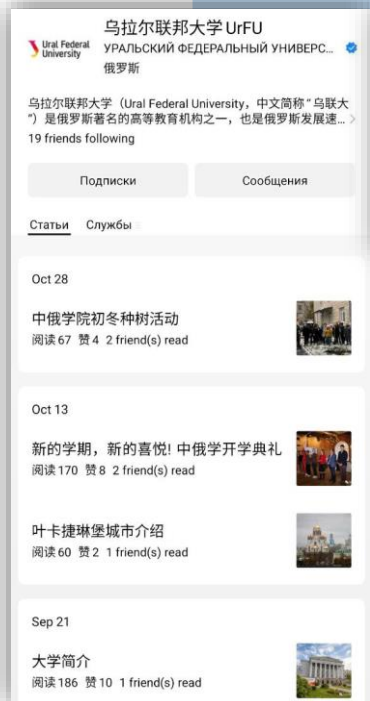 乌拉尔联邦大学 UrFU
Ural Federal
University
УРАЛЬСКИЙ ФЕДЕРАЛЬНЫЙ УНИВЕРС...
俄罗斯
乌拉尔联邦大学（Ural Federal University，中文简称“乌联大
”）是俄罗斯著名的高等教育机构之一，也是俄罗斯发展速...
19 friends following
Подписки
Сообщения
Статьи Службы
Oct 28
中俄学院初冬种树活动
阅读 67 赞 4 2 friend(s) read
Oct 13
新的学期，新的喜悦! 中俄学开学典礼
阅读 170 赞 8 2 friend(s) read
叶卡捷琳堡城市介绍
阅读 60 赞 2 1 friend(s) read
Sep 21
大学简介
阅读 186 赞 10 1 friend(s) read